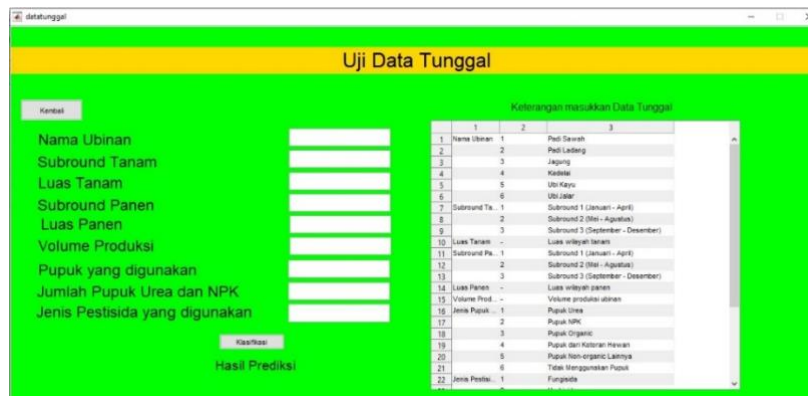 datatunggal
Uji Data Tunggal
Kembali
Nama Ubinan
Subround Tanam
Luas Tanam
Subround Panen
Luas Panen
Volume Produksi
Pupuk yang digunakan
Jumlah Pupuk Urea dan NPK
Jenis Pestisida yang digunakan
Klasifikasi
Hasil Prediksi
Keterangan masukkan Data Tunggal
1 2 3
1 Nama Ubinan 1 Padi Sawah
2 2 Padi Ladang
3 3 Jagung
4 4 Kedelai
5 5 Ubi Kayu
6 6 Ubi Jalar
7 Subround Ta... 1 Subround 1 (Januari - April)
8 2 Subround 2 (Mei - Agustus)
9 3 Subround 3 (September - Desember)
10 Luas Tanam - Luas wilayah tanam
11 Subround Pa... 1 Subround 1 (Januari - April)
12 2 Subround 2 (Mei - Agustus)
13 3 Subround 3 (September - Desember)
14 Luas Panen - Luas wilayah panen
15 Volume Prod... - Volume produksi ubinan
16 Jenis Pupuk ... 1 Pupuk Urea
17 2 Pupuk NPK
18 3 Pupuk Organic
19 4 Pupuk dari Kotoran Hewan
20 5 Pupuk Non-organic Lainnya
21 6 Tidak Menggunakan Pupuk
22 Jenis Pestisi... 1 Fungisida